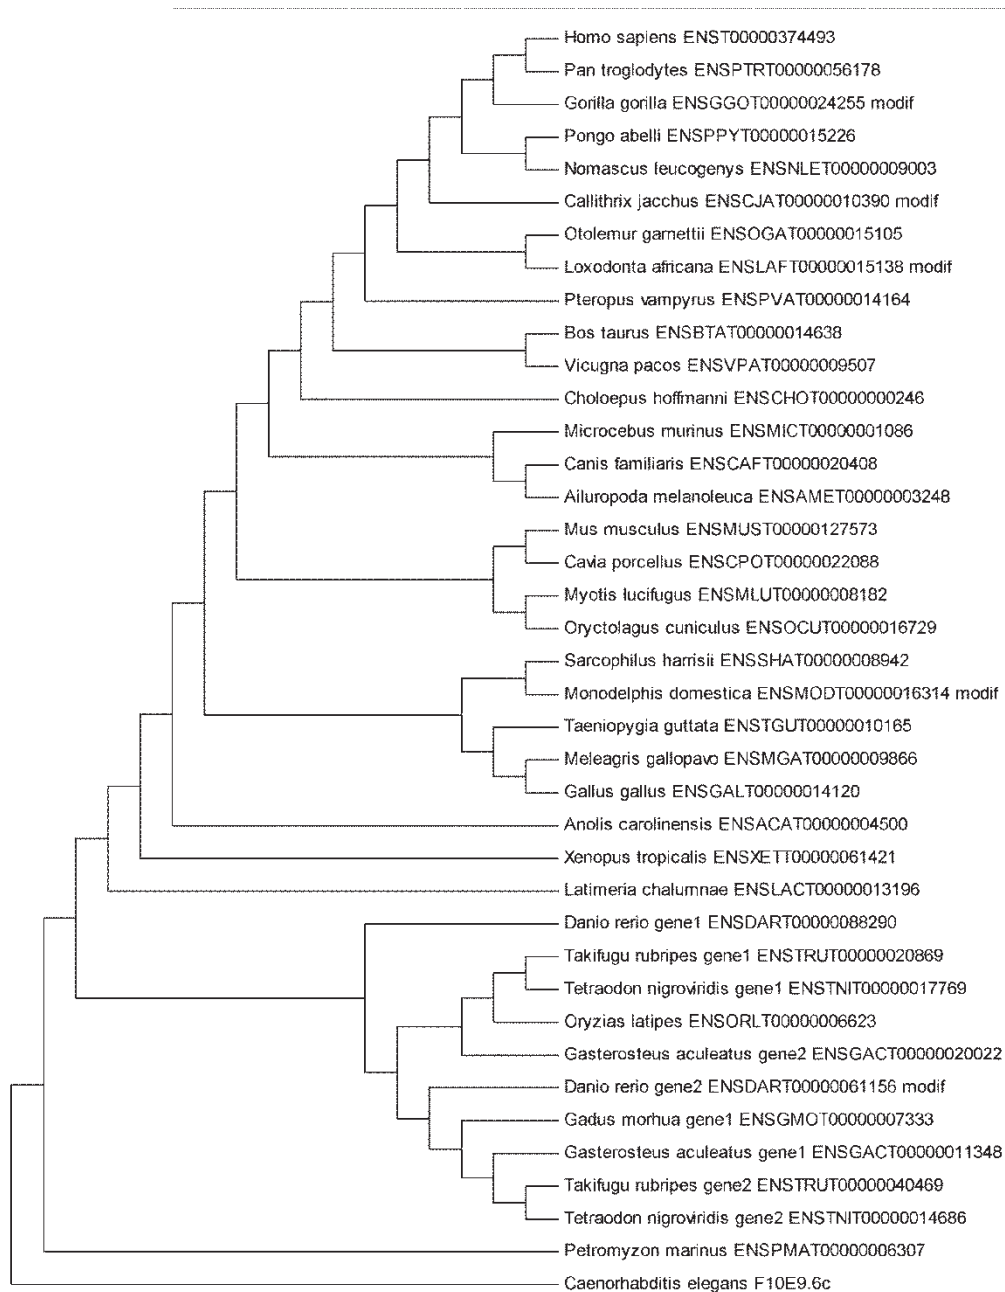 Homo sapiens ENST00000374493
Pan troglodytes ENSPTRT00000056178
Gorilla gorilla ENSGGOT00000024255 modif
Pongo abelli ENSPPYT00000015226
Nomascus leucogenys ENSNLET00000009003
Callithrix jacchus ENSCJAT00000010390 modif
Otolemur garnettii ENSOGAT00000015105
Loxodonta africana ENSLAFT00000015138 modif
Pteropus vampyrus ENSPVAT00000014164
Bos taurus ENSBTAT00000014638
Vicugna pacos ENSVPAT00000009507
Choloepus hoffmanni ENSCHOT00000000246
Microcebus murinus ENSMICT00000001086
Canis familiaris ENSCAFT00000020408
Ailuropoda melanoleuca ENSAMET00000003248
Mus musculus ENSMUST00000127573
Cavia porcellus ENSCPOT00000022088
Myotis lucifugus ENSMLUT00000008182
Oryctolagus cuniculus ENSOCUT00000016729
Sarcophilus harrisii ENSSHAT00000008942
Monodelphis domestica ENSMODT00000016314 modif
Taeniopygia guttata ENSTGUT00000010165
Meleagris gallopavo ENSMGAT00000009866
Gallus gallus ENSGALT00000014120
Anolis carolinensis ENSACAT00000004500
Xenopus tropicalis ENSXETT00000061421
Latimeria chalumnae ENSLACT00000013196
Danio rerio gene1 ENSDART00000088290
Takifugu rubripes gene1 ENSTRUT00000020869
Tetraodon nigroviridis gene1 ENSTNIT00000017769
Oryzias latipes ENSORLT00000006623
Gasterosteus aculeatus gene2 ENSGACT00000020022
Danio rerio gene2 ENSDART00000061156 modif
Gadus morhua gene1 ENSGMOT00000007333
Gasterosteus aculeatus gene1 ENSGACT00000011348
Takifugu rubripes gene2 ENSTRUT00000040469
Tetraodon nigroviridis gene2 ENSTNIT00000014686
Petromyzon marinus ENSPMAT00000006307
Caenorhabditis elegans F10E9.6c